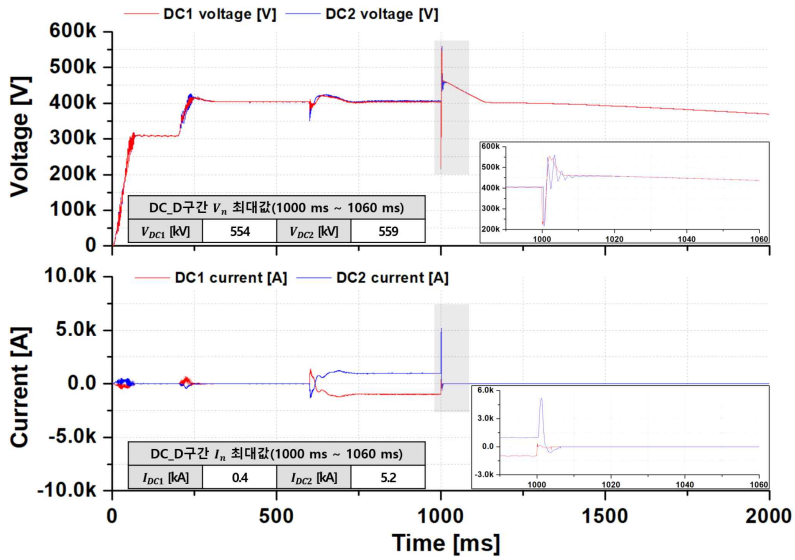 DC1 voltage [V] DC2 voltage [V]
600k
500k
400k
300k
200k
100k
0
Voltage [V]
600k
500k
400k
300k
200k
1000 1020 1040 1060
DC_D구간 Vn 최대값(1000 ms ~ 1060 ms)
VDC1 [kV] 554 VDC2 [kV] 559
DC1 current [A] DC2 current [A]
10.0k
5.0k
0.0
-5.0k
-10.0k
Current [A]
6.0k
3.0k
0.0
-3.0k
1000 1020 1040 1060
DC_D구간 In 최대값(1000 ms ~ 1060 ms)
IDC1 [kA] 0.4 IDC2 [kA] 5.2
0 500 1000 1500 2000
Time [ms]